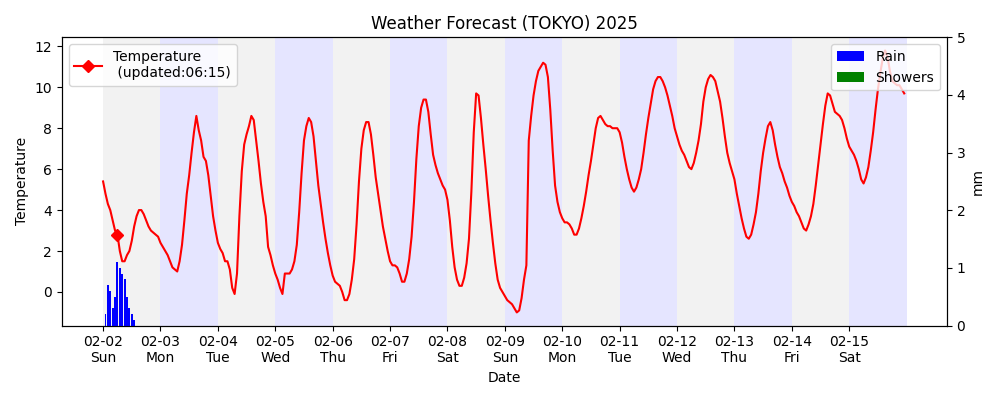 Weather Forecast (TOKYO) 2025
Temperature
(updated:06:15)
Rain
Showers
12
10
8
6
4
2
0
Temperature
5
4
3
2
1
0
mm
02-02 02-03 02-04 02-05 02-06 02-07 02-08 02-09 02-10 02-11 02-12 02-13 02-14 02-15
Sun Mon Tue Wed Thu Fri Sat Sun Mon Tue Wed Thu Fri Sat
Date